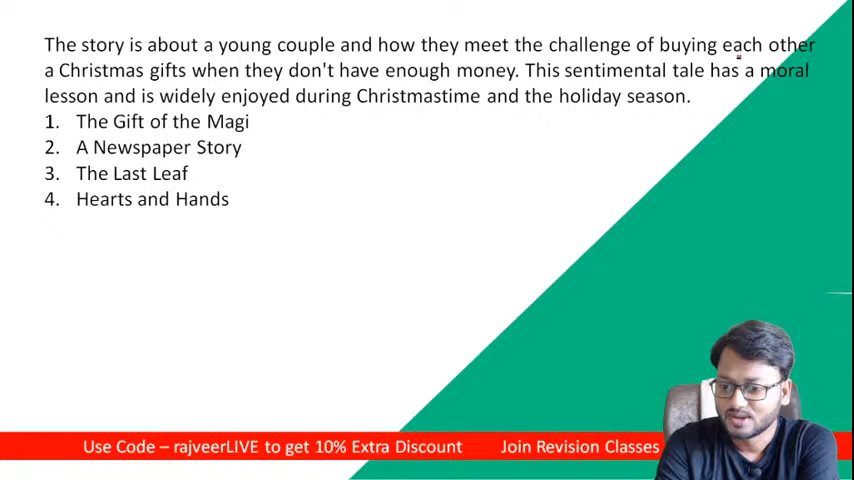 The story is about a young couple and how they meet the challenge of buying each other
a Christmas gifts when they don't have enough money. This sentimental tale has a moral
lesson and is widely enjoyed during Christmastime and the holiday season.
1. The Gift of the Magi
2. A Newspaper Story
3. The Last Leaf
4. Hearts and Hands
Use Code – rajveerLIVE to get 10% Extra Discount Join Revision Classes